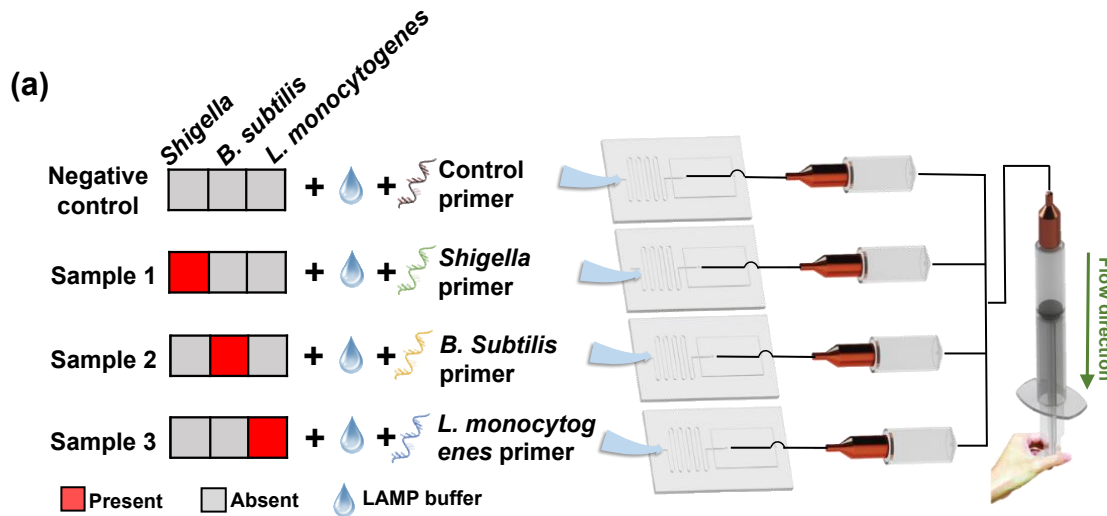 (a)
Shigella
B. subtilis
L. monocytogenes
Negative
control
+ + Control
primer
Sample 1
+ + Shigella
primer
Sample 2
+ + B. Subtilis
primer
Sample 3
+ + L. monocytog
enes primer
Flow direction
Present
Absent
LAMP buffer